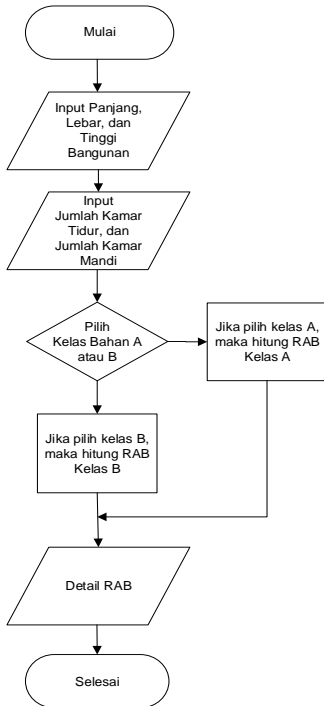 Mulai
Input Panjang,
Lebar, dan
Tinggi
Bangunan
Input
Jumlah Kamar
Tidur, dan
Jumlah Kamar
Mandi
Pilih
Kelas Bahan A
atau B
Jika pilih kelas A,
maka hitung RAB
Kelas A
Jika pilih kelas B,
maka hitung RAB
Kelas B
Detail RAB
Selesai